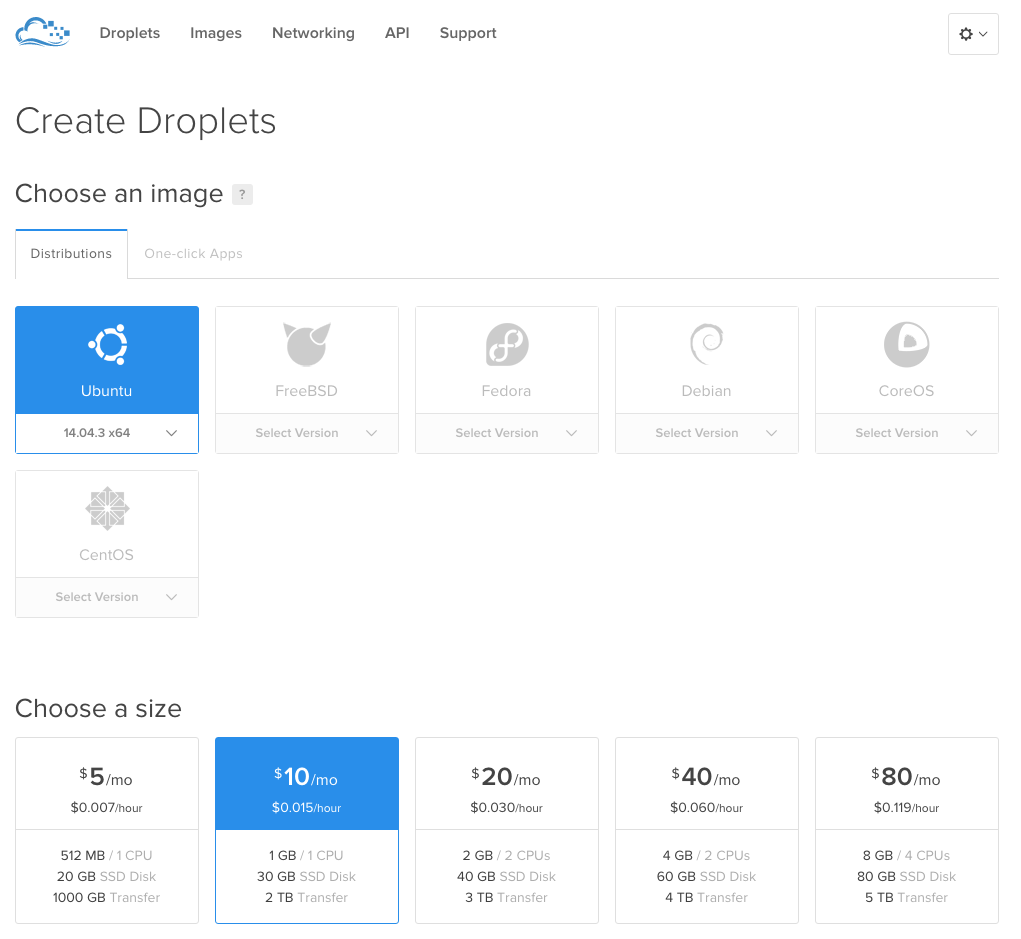 Droplets Images Networking API Support
Create Droplets
Choose an image ?
Distributions One-click Apps
Ubuntu FreeBSD Fedora Debian CoreOS
14.04.3 x64 Select Version Select Version Select Version Select Version
CentOS
Select Version
Choose a size
$5/mo $10/mo $20/mo $40/mo $80/mo
$0.007/hour $0.015/hour $0.030/hour $0.060/hour $0.119/hour
512 MB / 1 CPU 1 GB / 1 CPU 2 GB / 2 CPUs 4 GB / 2 CPUs 8 GB / 4 CPUs
20 GB SSD Disk 30 GB SSD Disk 40 GB SSD Disk 60 GB SSD Disk 80 GB SSD Disk
1000 GB Transfer 2 TB Transfer 3 TB Transfer 4 TB Transfer 5 TB Transfer